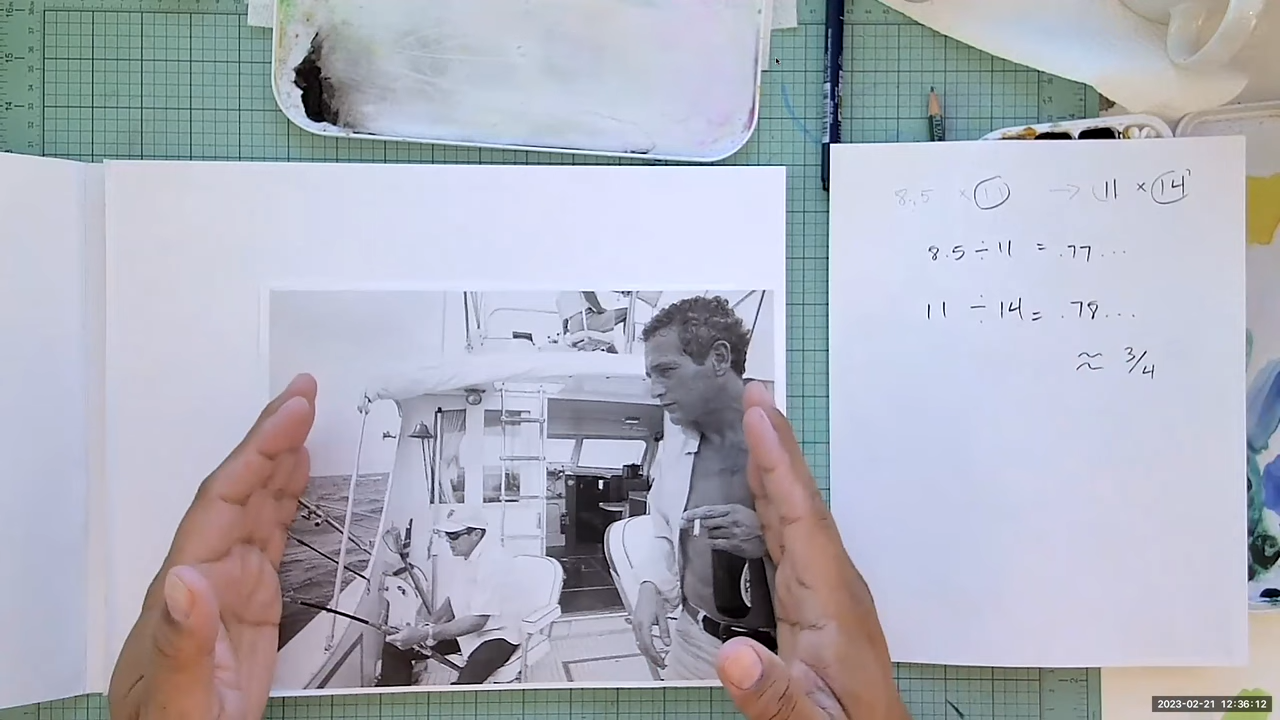 8.5 × 11 → 11 × 14
8.5 ÷ 11 = .77...
11 ÷ 14 = .78...
≈ 3/4
2023-02-21 12:36:12